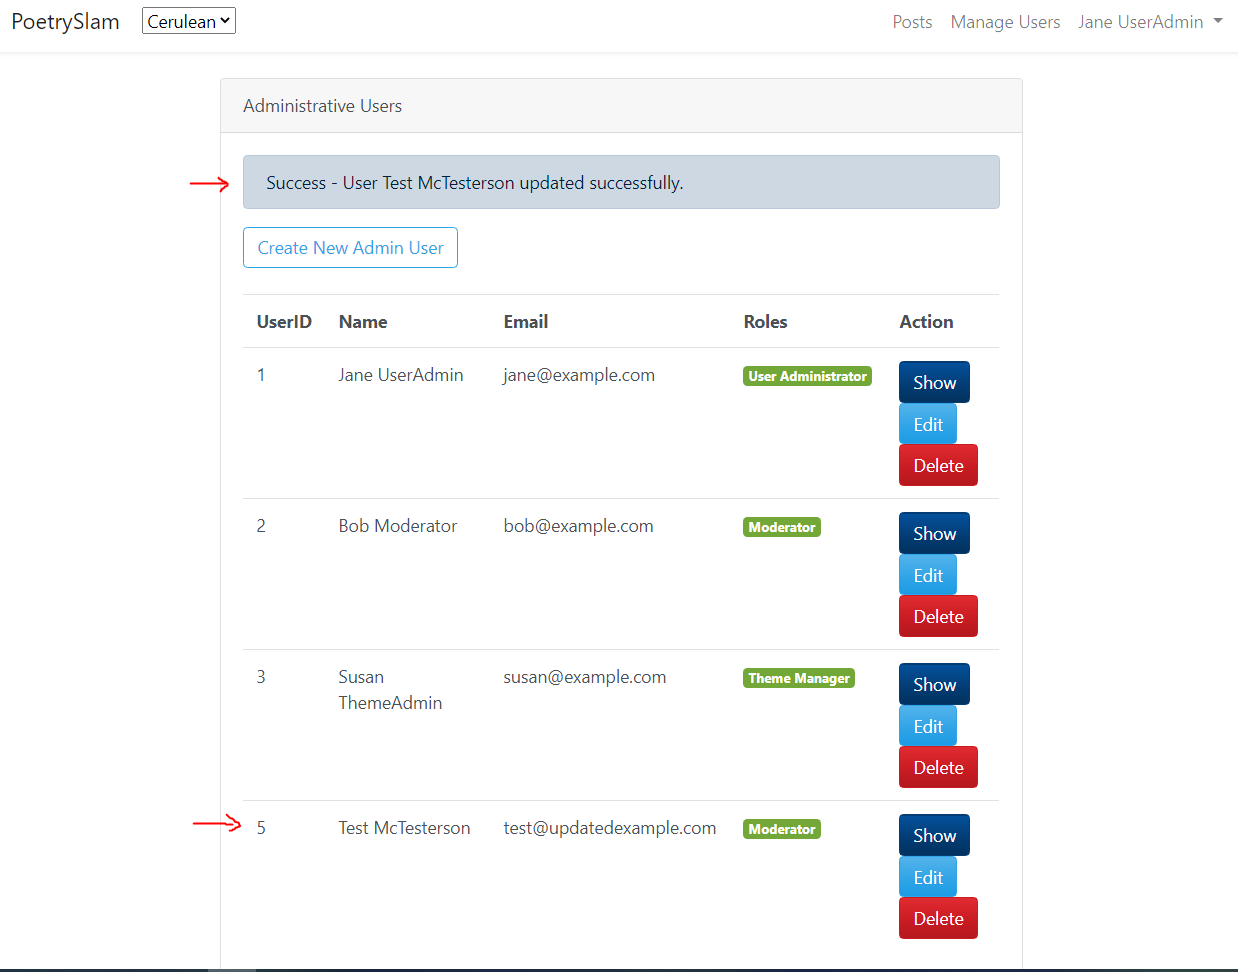 PoetrySlam Cerulean Posts Manage Users Jane UserAdmin
Administrative Users
Success - User Test McTesterson updated successfully.
Create New Admin User
UserID Name Email Roles Action
1 Jane UserAdmin jane@example.com User Administrator Show
Edit
Delete
2 Bob Moderator bob@example.com Moderator Show
Edit
Delete
3 Susan susan@example.com Theme Manager Show
ThemeAdmin
Edit
Delete
5 Test McTesterson test@updatedexample.com Moderator Show
Edit
Delete